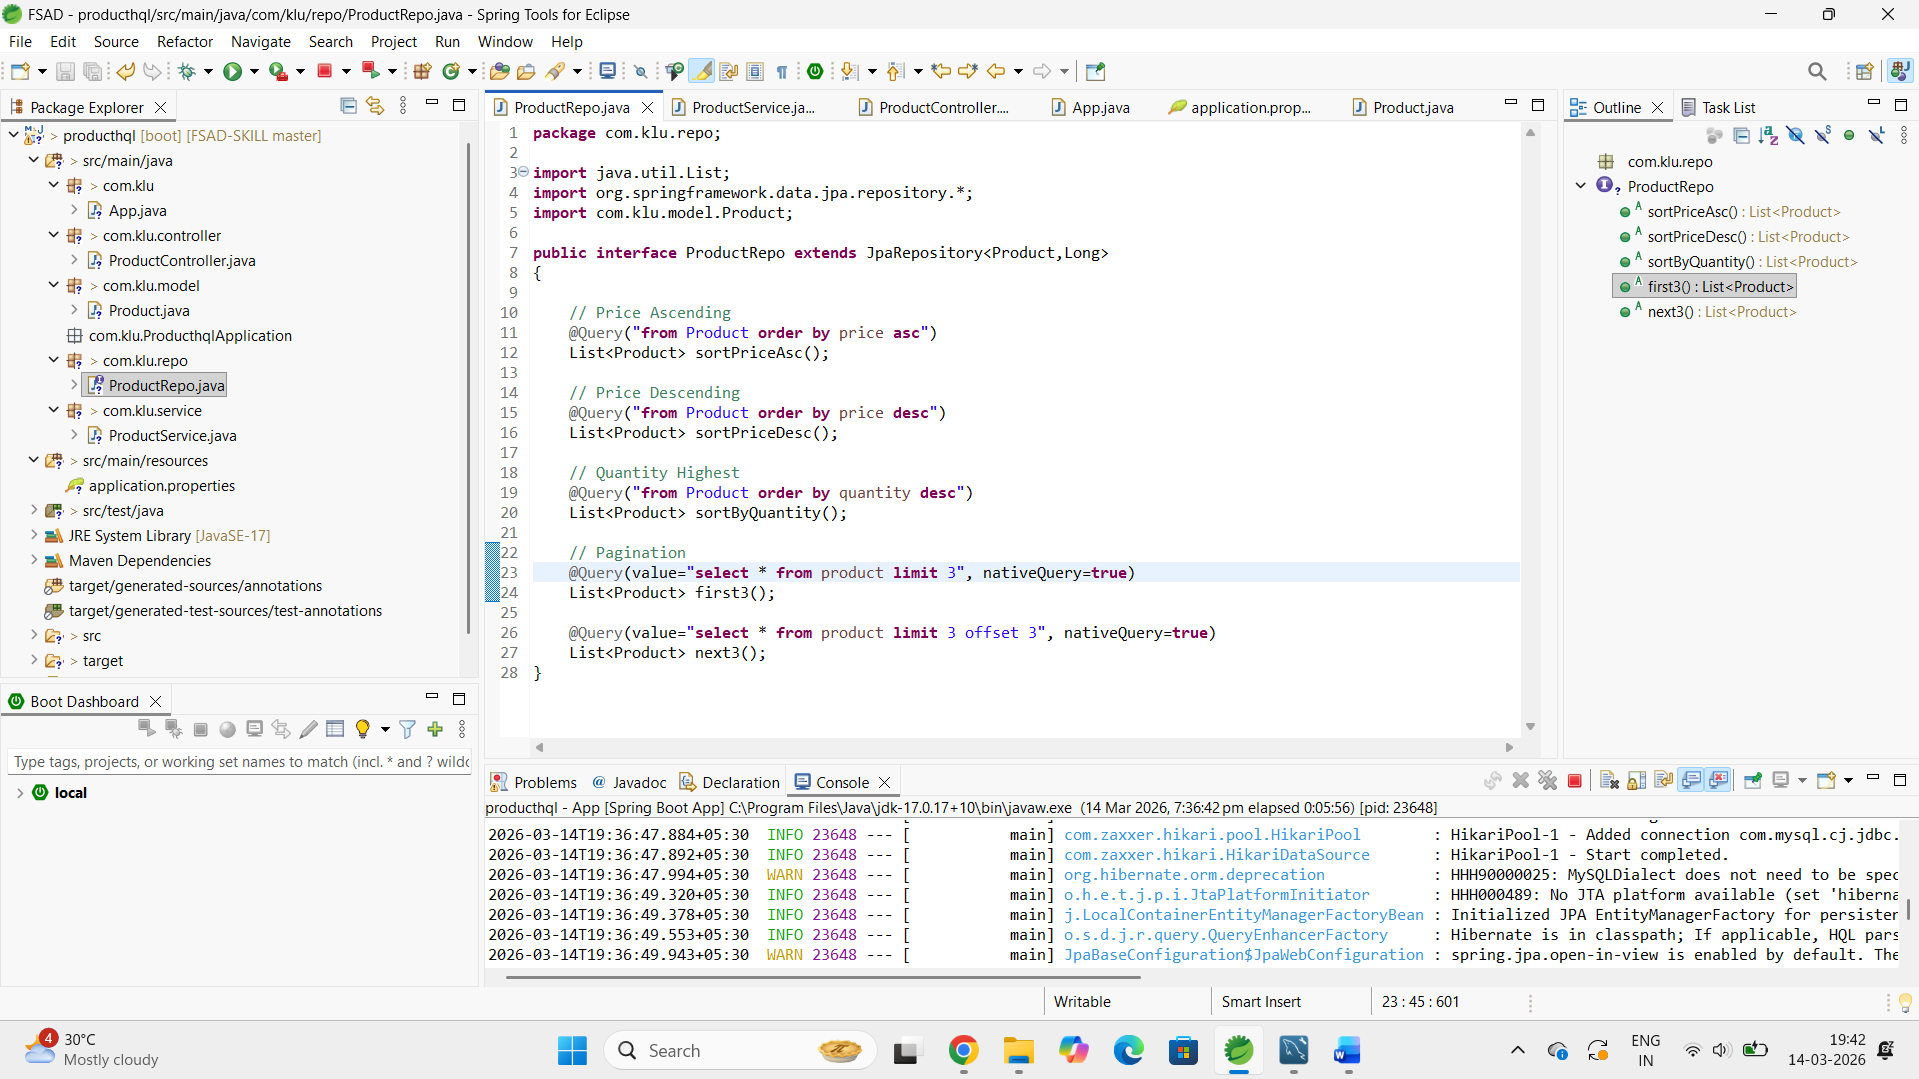 FSAD - producthql/src/main/java/com/klu/repo/ProductRepo.java - Spring Tools for Eclipse
File Edit Source Refactor Navigate Search Project Run Window Help
Package Explorer
producthql [boot] [FSAD-SKILL master]
src/main/java
com.klu
App.java
com.klu.controller
ProductController.java
com.klu.model
Product.java
com.klu.ProducthqlApplication
com.klu.repo
ProductRepo.java
com.klu.service
ProductService.java
src/main/resources
application.properties
src/test/java
JRE System Library [JavaSE-17]
Maven Dependencies
target/generated-sources/annotations
target/generated-test-sources/test-annotations
src
target
Boot Dashboard
Type tags, projects, or working set names to match (incl. * and ? wildc
local
ProductRepo.java ProductService.ja... ProductController.... App.java application.prop... Product.java
1 package com.klu.repo;
2
3 import java.util.List;
4 import org.springframework.data.jpa.repository.*;
5 import com.klu.model.Product;
6
7 public interface ProductRepo extends JpaRepository<Product,Long>
8 {
9
10 // Price Ascending
11 @Query("from Product order by price asc")
12 List<Product> sortPriceAsc();
13
14 // Price Descending
15 @Query("from Product order by price desc")
16 List<Product> sortPriceDesc();
17
18 // Quantity Highest
19 @Query("from Product order by quantity desc")
20 List<Product> sortByQuantity();
21
22 // Pagination
23 @Query(value="select * from product limit 3", nativeQuery=true)
24 List<Product> first3();
25
26 @Query(value="select * from product limit 3 offset 3", nativeQuery=true)
27 List<Product> next3();
28 }
Outline Task List
com.klu.repo
ProductRepo
sortPriceAsc() : List<Product>
sortPriceDesc() : List<Product>
sortByQuantity() : List<Product>
first3() : List<Product>
next3() : List<Product>
Problems Javadoc Declaration Console
producthql - App [Spring Boot App] C:\Program Files\Java\jdk-17.0.17+10\bin\javaw.exe (14 Mar 2026, 7:36:42 pm elapsed 0:05:56) [pid: 23648]
2026-03-14T19:36:47.884+05:30 INFO 23648 --- [ main] com.zaxxer.hikari.pool.HikariPool : HikariPool-1 - Added connection com.mysql.cj.jdbc.
2026-03-14T19:36:47.892+05:30 INFO 23648 --- [ main] com.zaxxer.hikari.HikariDataSource : HikariPool-1 - Start completed.
2026-03-14T19:36:47.994+05:30 WARN 23648 --- [ main] org.hibernate.orm.deprecation : HHH90000025: MySQLDialect does not need to be spec
2026-03-14T19:36:49.320+05:30 INFO 23648 --- [ main] o.h.e.t.j.p.i.JtaPlatformInitiator : HHH000489: No JTA platform available (set 'hiberna
2026-03-14T19:36:49.378+05:30 INFO 23648 --- [ main] j.LocalContainerEntityManagerFactoryBean : Initialized JPA EntityManagerFactory for persisten
2026-03-14T19:36:49.553+05:30 INFO 23648 --- [ main] o.s.d.j.r.query.QueryEnhancerFactory : Hibernate is in classpath; If applicable, HQL pars
2026-03-14T19:36:49.943+05:30 WARN 23648 --- [ main] JpaBaseConfiguration$JpaWebConfiguration : spring.jpa.open-in-view is enabled by default. The
Writable Smart Insert 23 : 45 : 601
4
30°C
Mostly cloudy
Search
ENG
IN
19:42
14-03-2026